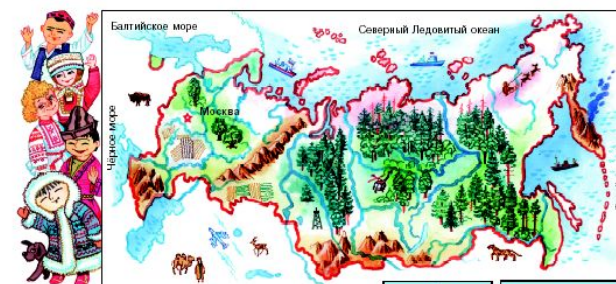 Балтийское море
Северный Ледовитый океан
Москва
Чёрное море